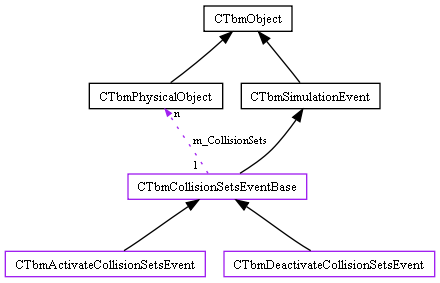 CTbmObject
CTbmPhysicalObject
CTbmSimulationEvent
n
m_CollisionSets
1
CTbmCollisionSetsEventBase
CTbmActivateCollisionSetsEvent
CTbmDeactivateCollisionSetsEvent